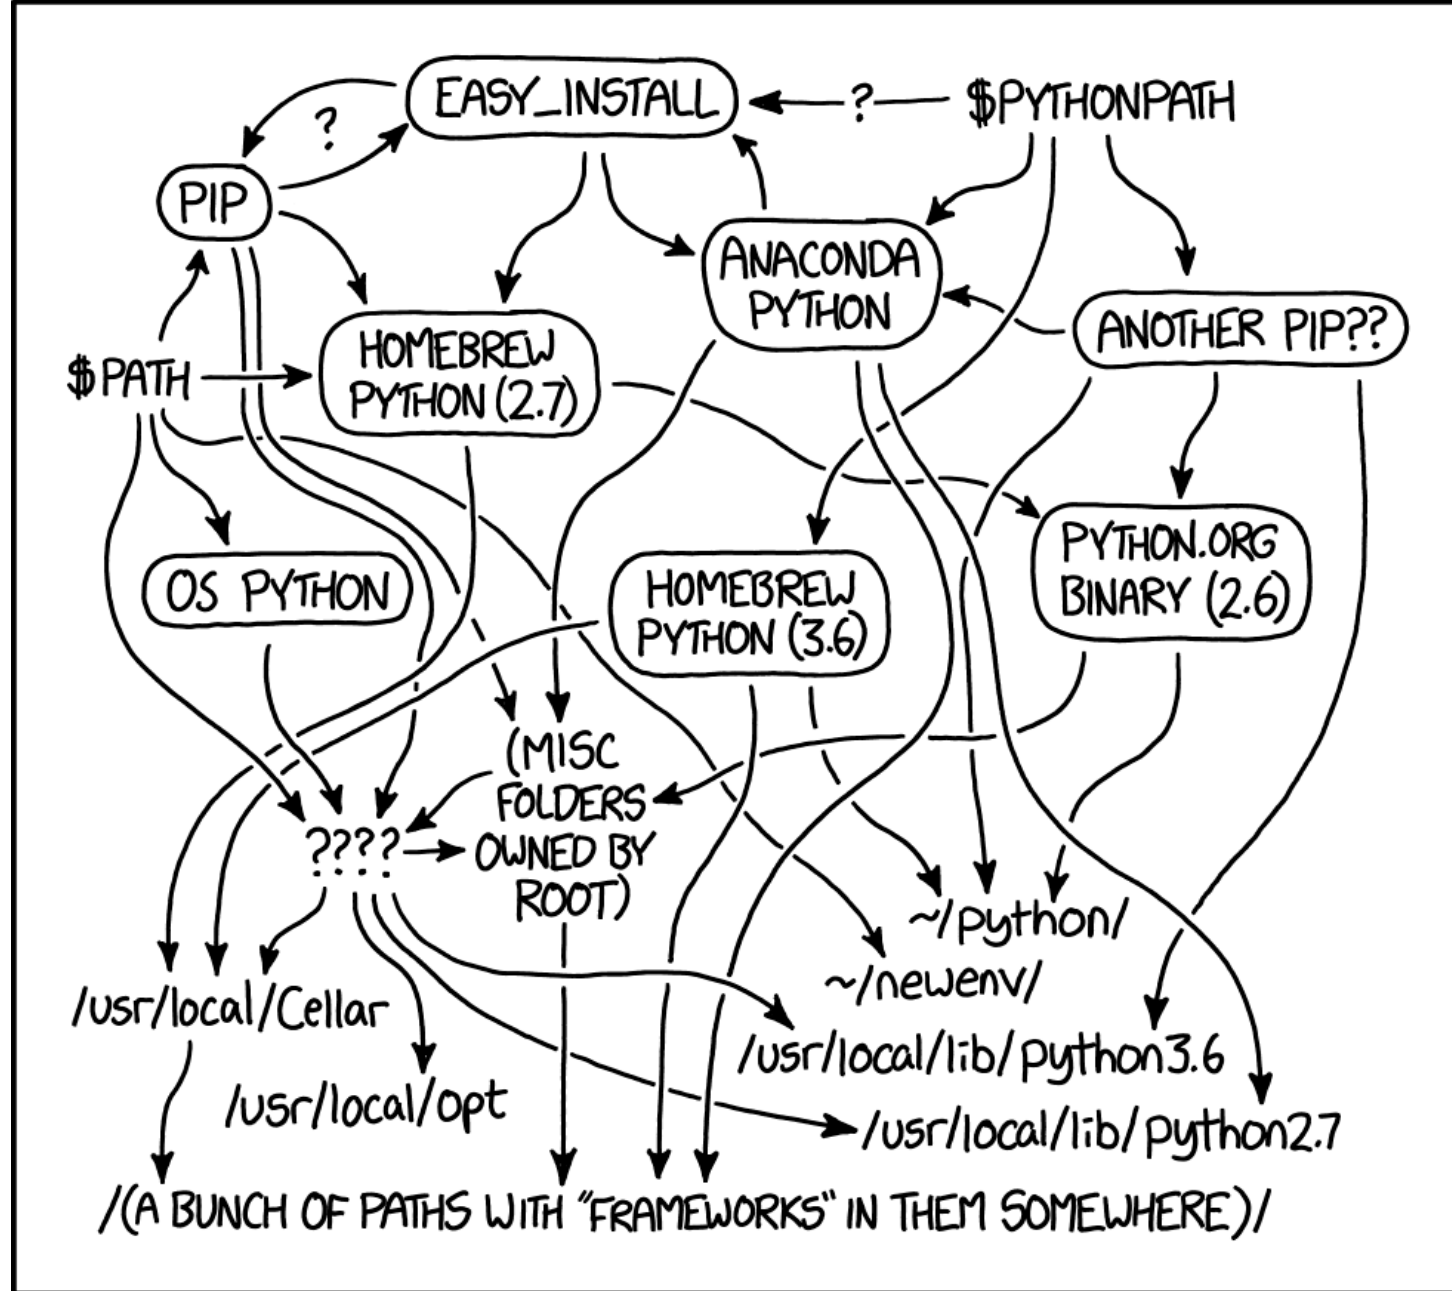 EASY_INSTALL
?
$PYTHONPATH
?
PIP
ANACONDA
PYTHON
ANOTHER PIP??
HOMEBREW
PYTHON (2.7)
$PATH
OS PYTHON
HOMEBREW
PYTHON (3.6)
PYTHON.ORG
BINARY (2.6)
(MISC
FOLDERS
OWNED BY
ROOT)
????
~/python/
~/newenv/
/usr/local/Cellar
/usr/local/lib/python3.6
/usr/local/opt
/usr/local/lib/python2.7
/(A BUNCH OF PATHS WITH "FRAMEWORKS" IN THEM SOMEWHERE)/